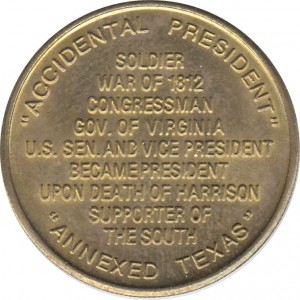 "ACCIDENTAL PRESIDENT"
SOLDIER
WAR OF 1812
CONGRESSMAN
GOV. OF VIRGINIA
U.S. SEN. AND VICE PRESIDENT
BECAME PRESIDENT
UPON DEATH OF HARRISON
SUPPORTER OF
THE SOUTH
"ANNEXED TEXAS"